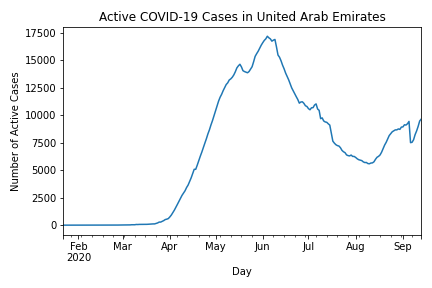 Active COVID-19 Cases in United Arab Emirates
Number of Active Cases
17500
15000
12500
10000
7500
5000
2500
0
Feb Mar Apr May Jun Jul Aug Sep
2020
Day